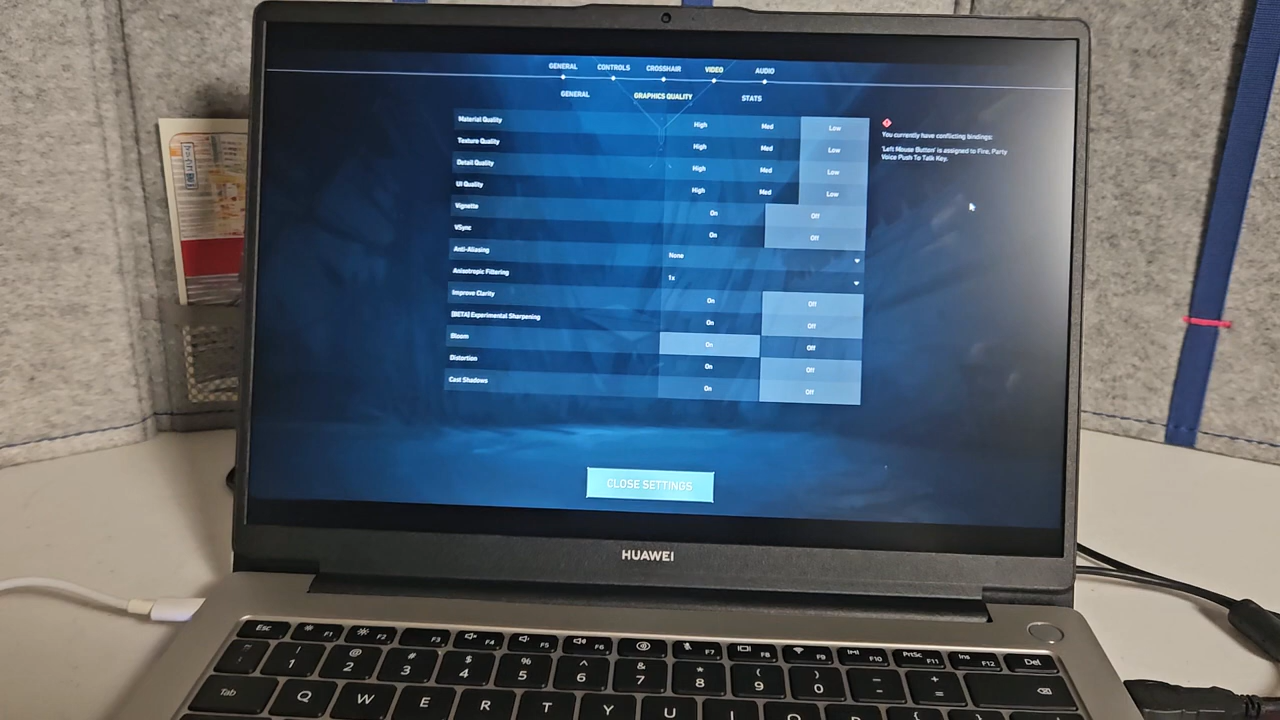 GENERAL CONTROLS CROSSHAIR VIDEO AUDIO
GENERAL GRAPHICS QUALITY STATS
Material Quality High Med Low
Texture Quality High Med Low
Detail Quality High Med Low
UI Quality High Med Low
Vignette On Off
VSync On Off
Anti-Aliasing None
Anisotropic Filtering 1x
Improve Clarity On Off
[BETA] Experimental Sharpening On Off
Bloom On Off
Distortion On Off
Cast Shadows On Off
You currently have conflicting bindings:
'Left Mouse Button' is assigned to Fire, Party
Voice Push To Talk Key.
CLOSE SETTINGS
HUAWEI
Esc F1 F2 F3 F4 F5 F6 F7 F8 F9 F10 PrtSc F11 Ins F12 Del
! @ # $ % ^ & * ( ) _ +
1 2 3 4 5 6 7 8 9 0 - =
Tab Q W E R T Y U